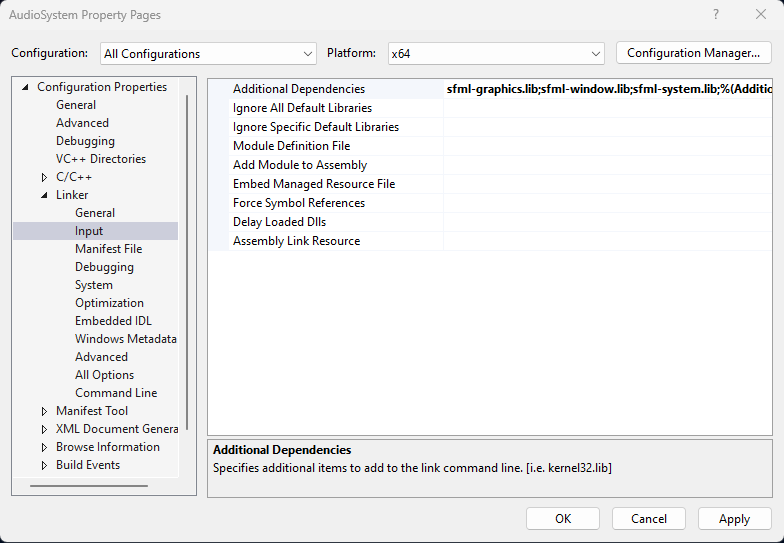 AudioSystem Property Pages ?
Configuration: All Configurations Platform: x64 Configuration Manager...
Configuration Properties
General
Advanced
Debugging
VC++ Directories
C/C++
Linker
General
Input
Manifest File
Debugging
System
Optimization
Embedded IDL
Windows Metadata
Advanced
All Options
Command Line
Manifest Tool
XML Document Genera
Browse Information
Build Events
Additional Dependencies sfml-graphics.lib;sfml-window.lib;sfml-system.lib;%(Additio
Ignore All Default Libraries
Ignore Specific Default Libraries
Module Definition File
Add Module to Assembly
Embed Managed Resource File
Force Symbol References
Delay Loaded Dlls
Assembly Link Resource
Additional Dependencies
Specifies additional items to add to the link command line. [i.e. kernel32.lib]
OK Cancel Apply